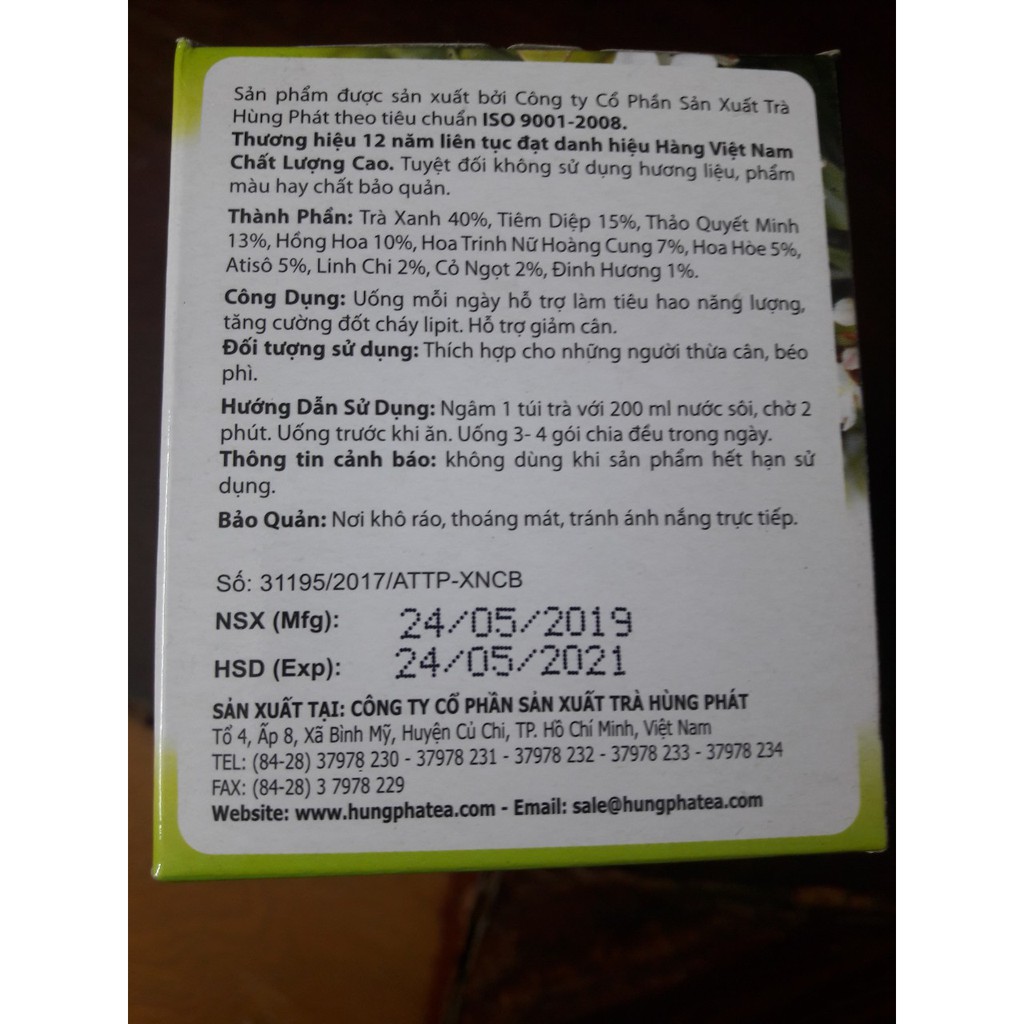 Sản phẩm được sản xuất bởi Công ty Cổ Phần Sản Xuất Trà
Hùng Phát theo tiêu chuẩn ISO 9001-2008.
Thương hiệu 12 năm liên tục đạt danh hiệu Hàng Việt Nam
Chất Lượng Cao. Tuyệt đối không sử dụng hương liệu, phẩm
màu hay chất bảo quản.
Thành Phần: Trà Xanh 40%, Tiêm Diệp 15%, Thảo Quyết Minh
13%, Hồng Hoa 10%, Hoa Trinh Nữ Hoàng Cung 7%, Hoa Hòe 5%,
Atisô 5%, Linh Chi 2%, Cỏ Ngọt 2%, Đinh Hương 1%.
Công Dụng: Uống mỗi ngày hỗ trợ làm tiêu hao năng lượng,
tăng cường đốt cháy lipit. Hỗ trợ giảm cân.
Đối tượng sử dụng: Thích hợp cho những người thừa cân, béo
phì.
Hướng Dẫn Sử Dụng: Ngâm 1 túi trà với 200 ml nước sôi, chờ 2
phút. Uống trước khi ăn. Uống 3- 4 gói chia đều trong ngày.
Thông tin cảnh báo: không dùng khi sản phẩm hết hạn sử
dụng.
Bảo Quản: Nơi khô ráo, thoáng mát, tránh ánh nắng trực tiếp.
Số: 31195/2017/ATTP-XNCB
NSX (Mfg): 24/05/2019
HSD (Exp): 24/05/2021
SẢN XUẤT TẠI: CÔNG TY CỔ PHẦN SẢN XUẤT TRÀ HÙNG PHÁT
Tổ 4, Ấp 8, Xã Bình Mỹ, Huyện Củ Chi, TP. Hồ Chí Minh, Việt Nam
TEL: (84-28) 37978 230 - 37978 231 - 37978 232 - 37978 233 - 37978 234
FAX: (84-28) 3 7978 229
Website: www.hungphatea.com - Email: sale@hungphatea.com